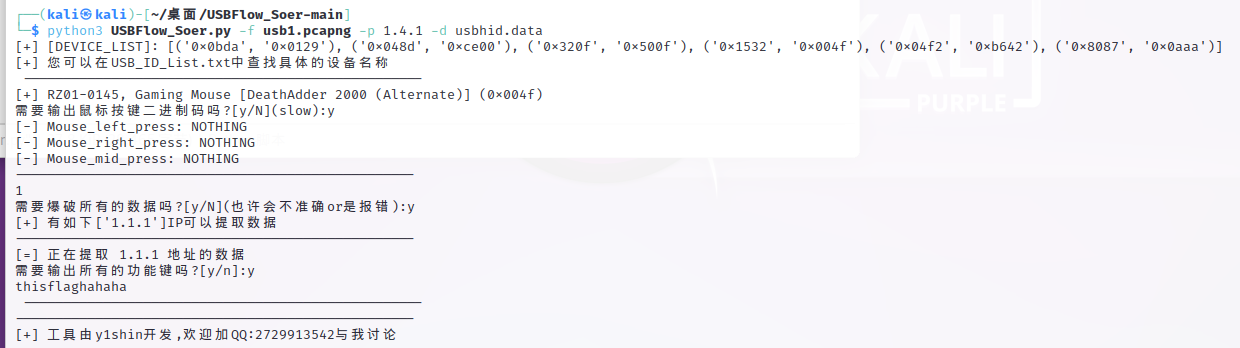 (kali㉿kali)-[~/桌面/USBFlow_Soer-main]
$ python3 USBFlow_Soer.py -f usb1.pcapng -p 1.4.1 -d usbhid.data
[+] [DEVICE_LIST]: [('0×0bda', '0×0129'), ('0×048d', '0×ce00'), ('0×320f', '0×500f'), ('0×1532', '0×004f'), ('0×04f2', '0×b642'), ('0×8087', '0×0aaa')]
[+] 您可以在USB_ID_List.txt中查找具体的设备名称
[+] RZ01-0145, Gaming Mouse [DeathAdder 2000 (Alternate)] (0×004f)
需要输出鼠标按键二进制码吗?[y/N](slow):y
[-] Mouse_left_press: NOTHING
[-] Mouse_right_press: NOTHING
[-] Mouse_mid_press: NOTHING
1
需要爆破所有的数据吗?[y/N](也许会不准确or是报错):y
[+] 有如下['1.1.1']IP可以提取数据
[=] 正在提取 1.1.1 地址的数据
需要输出所有的功能键吗?[y/n]:y
thisflaghahaha
[+] 工具由y1shin开发,欢迎加QQ:2729913542与我讨论
KALI
PURPLE